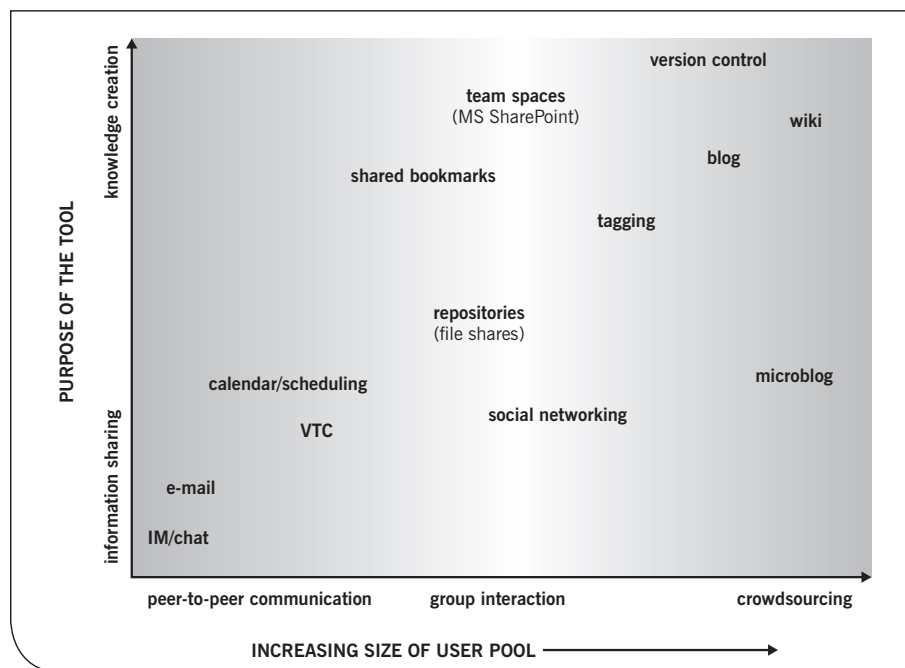 version control
team spaces
(MS SharePoint)
wiki
blog
shared bookmarks
tagging
repositories
(file shares)
calendar/scheduling
microblog
social networking
VTC
e-mail
IM/chat
knowledge creation
information sharing
PURPOSE OF THE TOOL
peer-to-peer communication
group interaction
crowdsourcing
INCREASING SIZE OF USER POOL